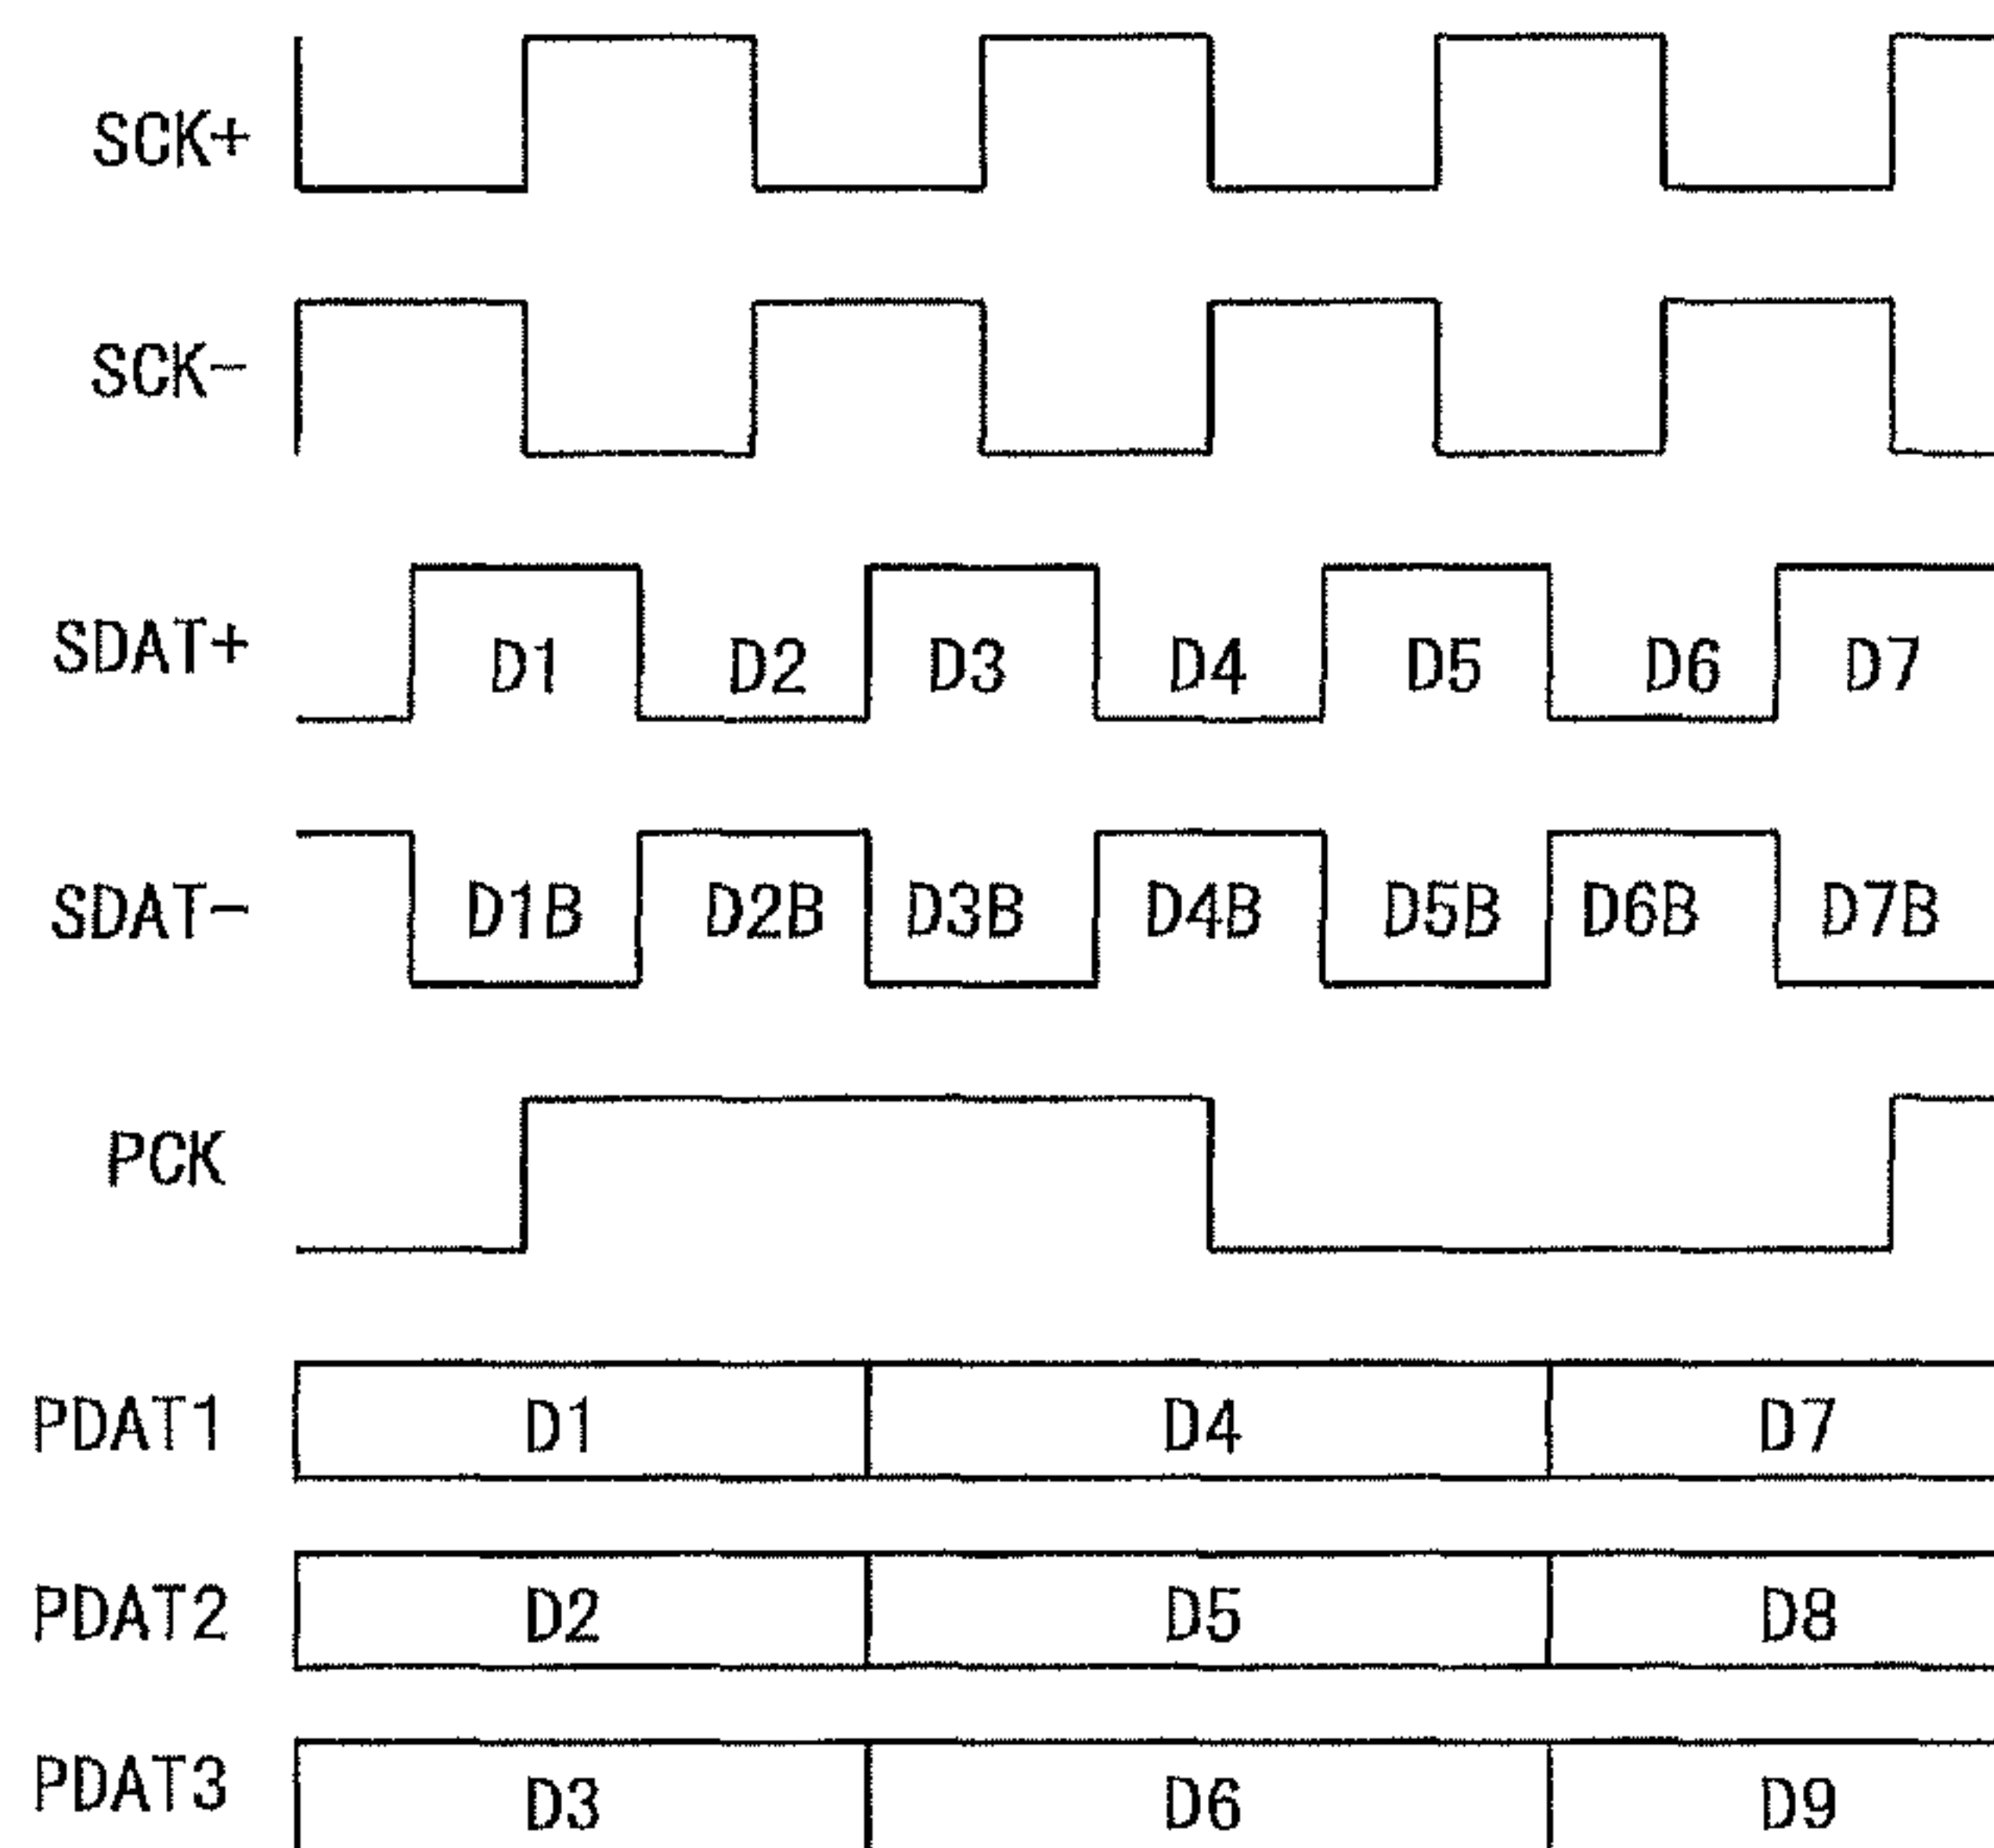 SCK+
SCK-
SDAT+ D1 D2 D3 D4 D5 D6 D7
SDAT- D1B D2B D3B D4B D5B D6B D7B
PCK
PDAT1 D1 D4 D7
PDAT2 D2 D5 D8
PDAT3 D3 D6 D9